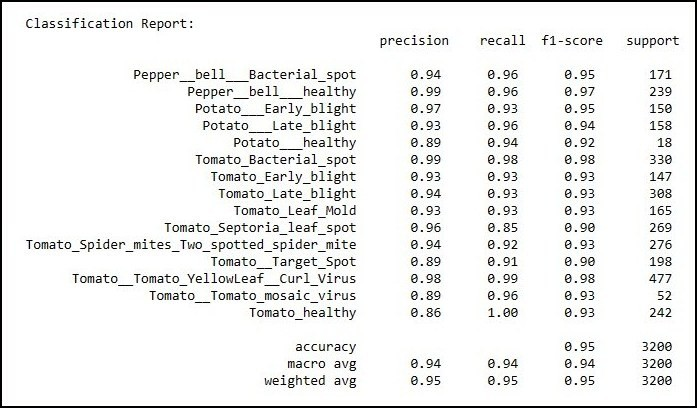 Classification Report:
precision recall f1-score support
Pepper__bell___Bacterial_spot 0.94 0.96 0.95 171
Pepper__bell___healthy 0.99 0.96 0.97 239
Potato___Early_blight 0.97 0.93 0.95 150
Potato___Late_blight 0.93 0.96 0.94 158
Potato___healthy 0.89 0.94 0.92 18
Tomato_Bacterial_spot 0.99 0.98 0.98 330
Tomato_Early_blight 0.93 0.93 0.93 147
Tomato_Late_blight 0.94 0.93 0.93 308
Tomato_Leaf_Mold 0.93 0.93 0.93 165
Tomato_Septoria_leaf_spot 0.96 0.85 0.90 269
Tomato_Spider_mites_Two_spotted_spider_mite 0.94 0.92 0.93 276
Tomato__Target_Spot 0.89 0.91 0.90 198
Tomato__Tomato_YellowLeaf__Curl_Virus 0.98 0.99 0.98 477
Tomato__Tomato_mosaic_virus 0.89 0.96 0.93 52
Tomato_healthy 0.86 1.00 0.93 242
accuracy 0.95 3200
macro avg 0.94 0.94 0.94 3200
weighted avg 0.95 0.95 0.95 3200